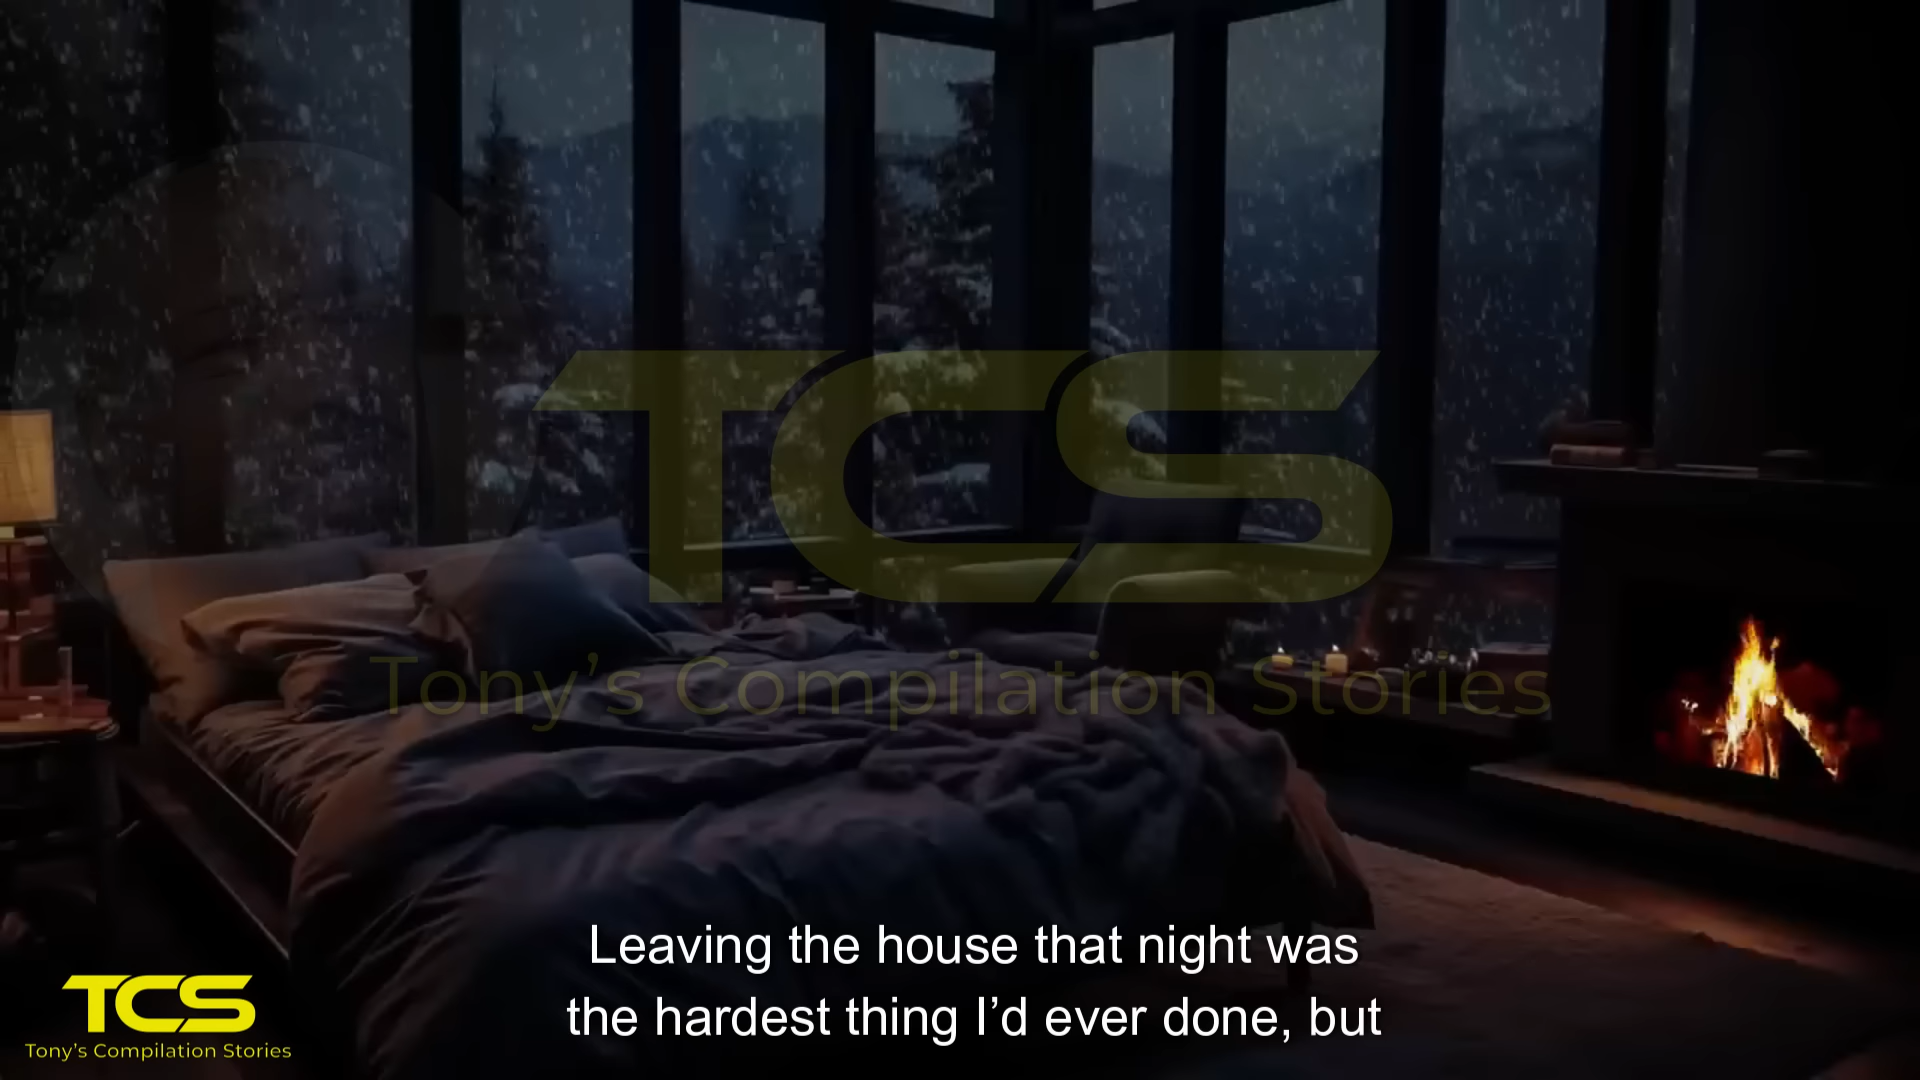 TCS
Tony's Compilation Stories
Leaving the house that night was
the hardest thing I’d ever done, but
TCS
Tony's Compilation Stories